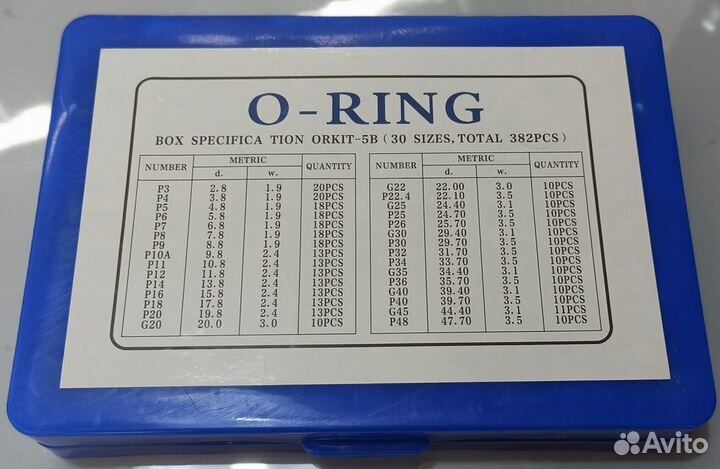 O-RING
BOX SPECIFICA TION ORKIT-5B (30 SIZES, TOTAL 382PCS)
NUMBER METRIC QUANTITY
d. w.
P3 2.8 1.9 20PCS
P4 3.8 1.9 20PCS
P5 4.8 1.9 18PCS
P6 5.8 1.9 18PCS
P7 6.8 1.9 18PCS
P8 7.8 1.9 18PCS
P9 8.8 1.9 18PCS
P10A 9.8 2.4 13PCS
P11 10.8 2.4 13PCS
P12 11.8 2.4 13PCS
P14 13.8 2.4 13PCS
P16 15.8 2.4 13PCS
P18 17.8 2.4 13PCS
P20 19.8 2.4 13PCS
G20 20.0 3.0 10PCS
NUMBER METRIC QUANTITY
d. w.
G22 22.00 3.0 10PCS
P22.4 22.10 3.5 10PCS
G25 24.40 3.1 10PCS
P25 24.70 3.5 10PCS
P26 25.70 3.5 10PCS
G30 29.40 3.1 10PCS
P30 29.70 3.5 10PCS
P32 31.70 3.5 10PCS
P34 33.70 3.5 10PCS
G35 34.40 3.1 10PCS
P36 35.70 3.5 10PCS
G40 39.40 3.1 10PCS
P40 39.70 3.5 10PCS
G45 44.40 3.1 11PCS
P48 47.70 3.5 10PCS
Avito